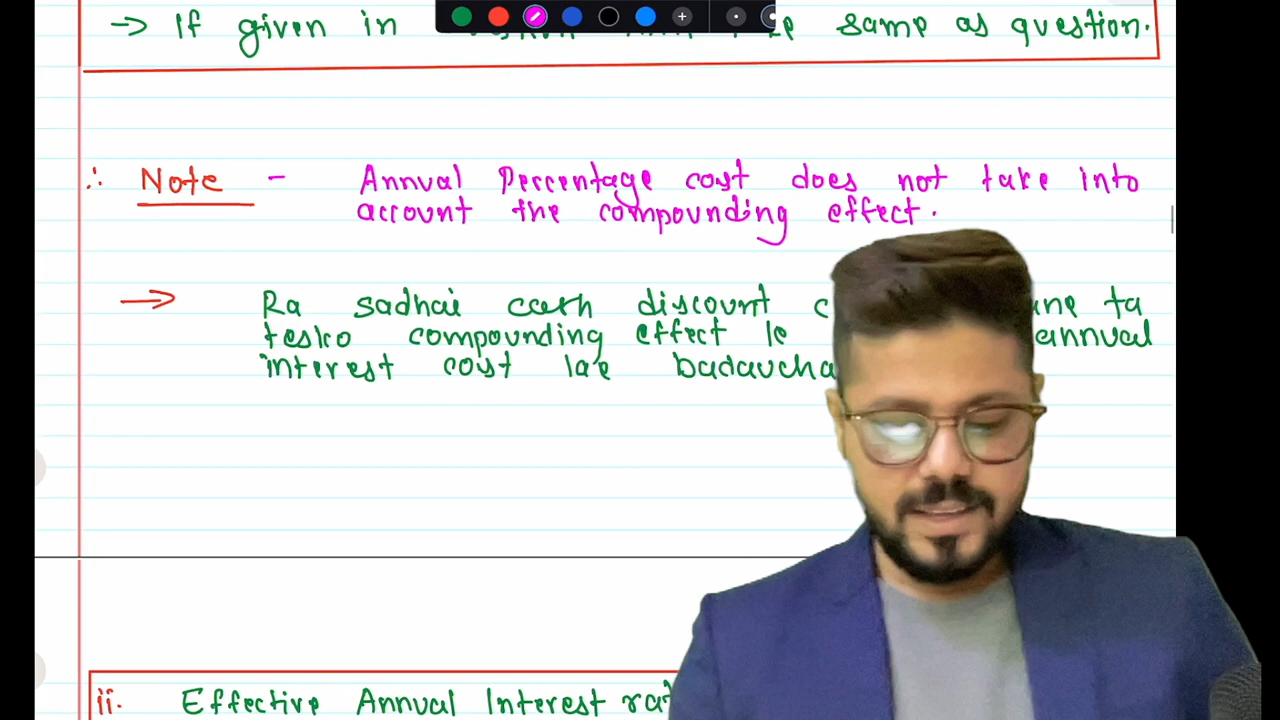 → If given in same as question.
∴ Note - Annual Percentage cost does not take into
account the compounding effect.
→ Ra sadhai cash discount ta
tesko compounding effect le annual
interest cost lae badaucha
ii. Effective Annual Interest